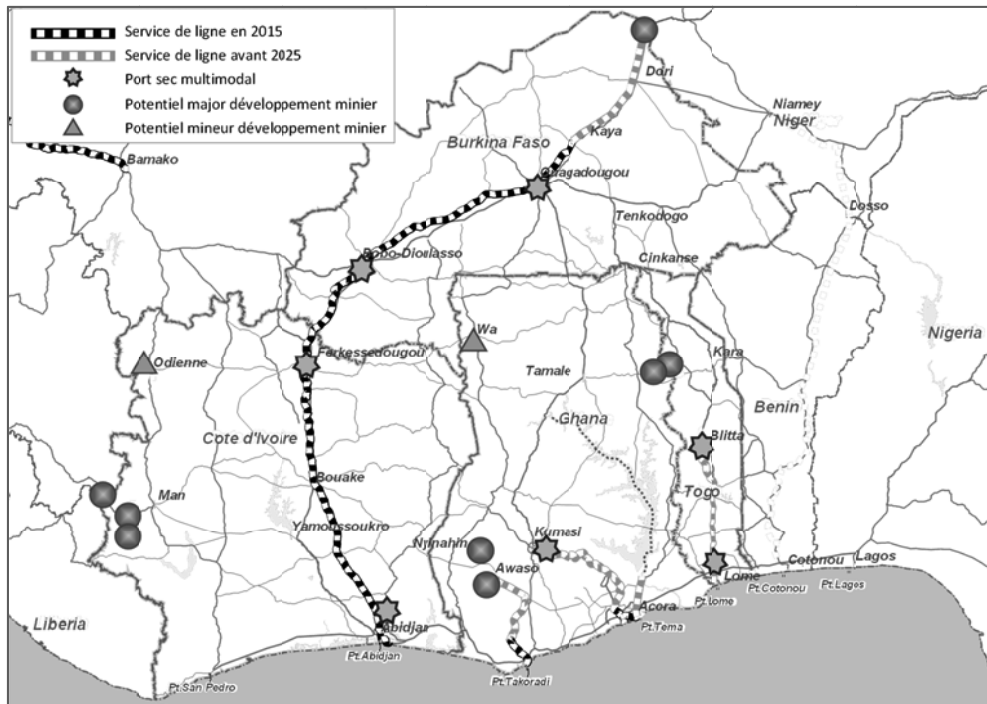 Service de ligne en 2015
Service de ligne avant 2025
Port sec multimodal
Potentiel major développement minier
Potentiel mineur développement minier
Dori
Niamey
Niger
Kaya
Burkina Faso
Bamako
Ouagadougou
Dosso
Tenkodogo
Bobo-Dioulasso
Cinkanse
Nigeria
Wa
Ferkessedougou
Odienne
Kara
Tamale
Benin
Ghana
Cote d'Ivoire
Blitta
Bouake
Man
Togo
Yamoussoukro
Kumesi
Nyinahin
Awaso
Cotonou
Lagos
Lome
Pt.Cotonou
Pt.Lagos
Pt.lome
Accra
Pt.Tema
Liberia
Abidjan
Pt.Abidjan
Pt.San Pedro
Pt.Takoradi